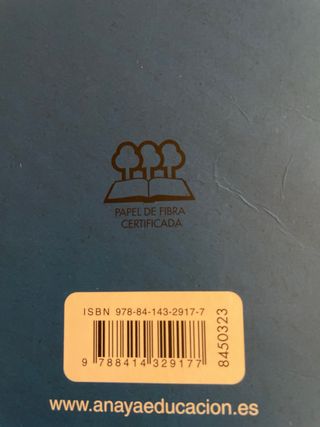 PAPEL DE FIBRA
CERTIFICADA
ISBN 978-84-143-2917-7
9 788414 329177
8450323
www.anayaeducacion.es